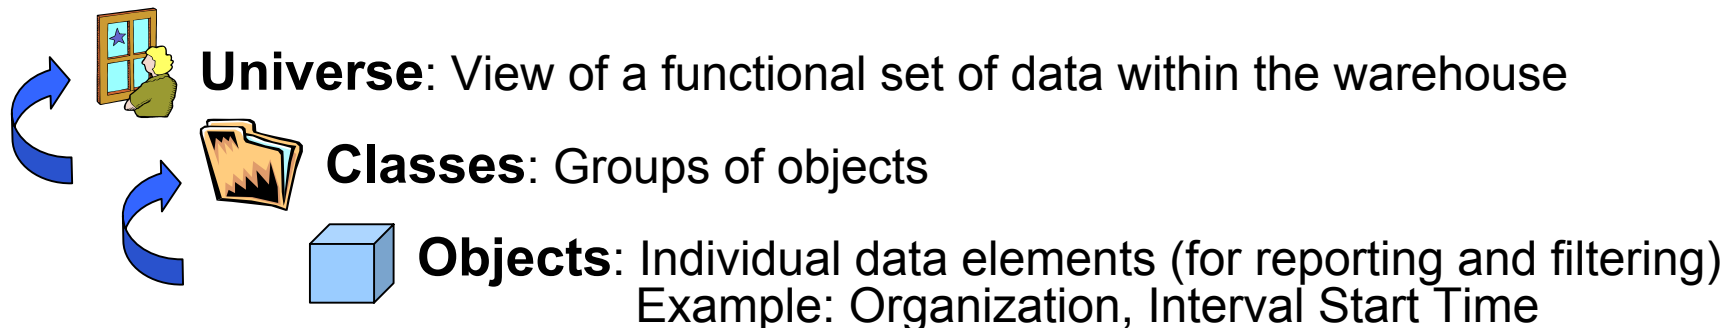 Universe: View of a functional set of data within the warehouse
Classes: Groups of objects
Objects: Individual data elements (for reporting and filtering)
Example: Organization, Interval Start Time